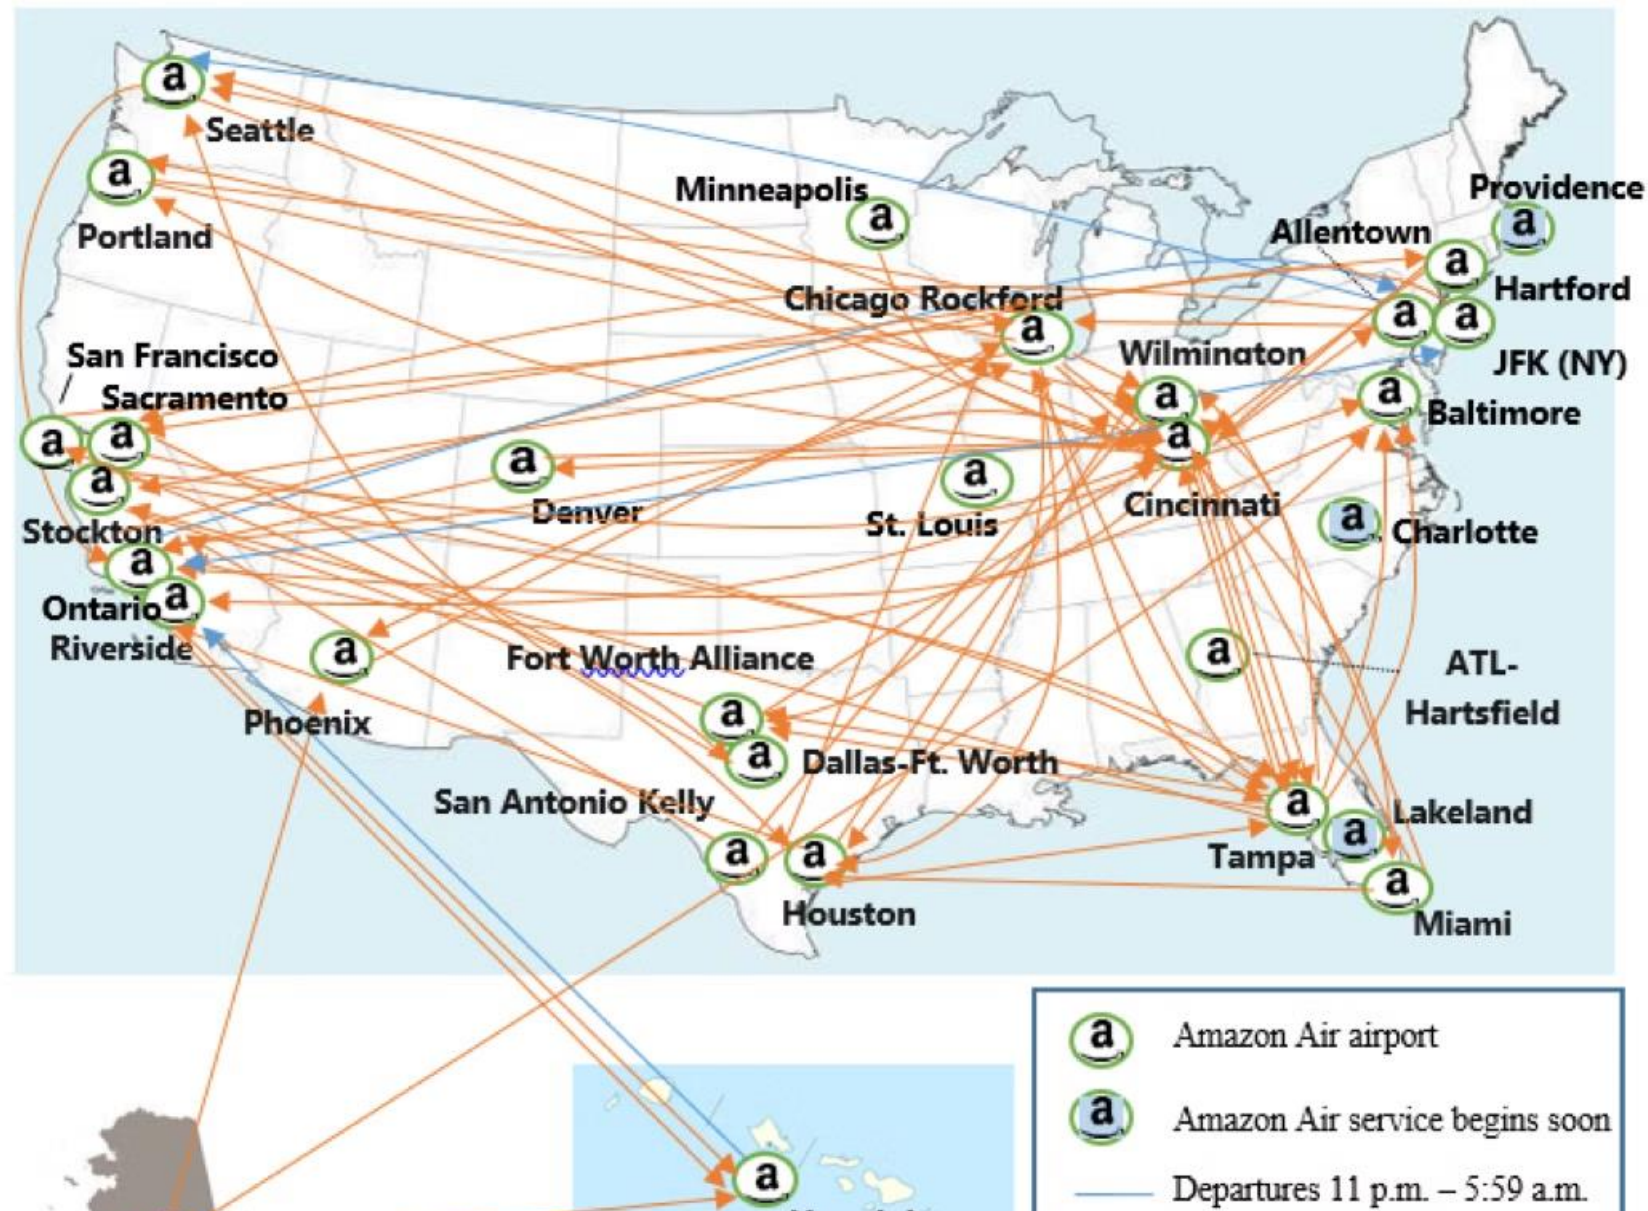 Seattle
Portland
Minneapolis
Providence
Allentown
Hartford
Chicago Rockford
San Francisco
Sacramento
Wilmington
JFK (NY)
Baltimore
Denver
St. Louis
Cincinnati
Charlotte
Stockton
Ontario
Riverside
Fort Worth Alliance
ATL-
Hartsfield
Phoenix
Dallas-Ft. Worth
San Antonio Kelly
Lakeland
Tampa
Houston
Miami
a Amazon Air airport
a Amazon Air service begins soon
Departures 11 p.m. – 5:59 a.m.